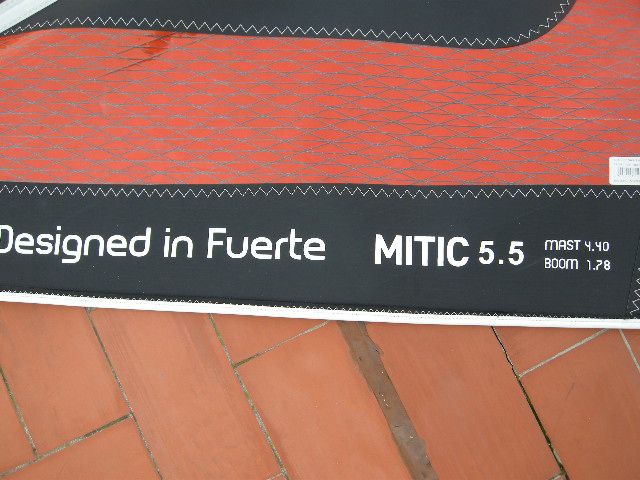 Designed in Fuerte MITIC 5.5
MAST 4.40
BOOM 1.78